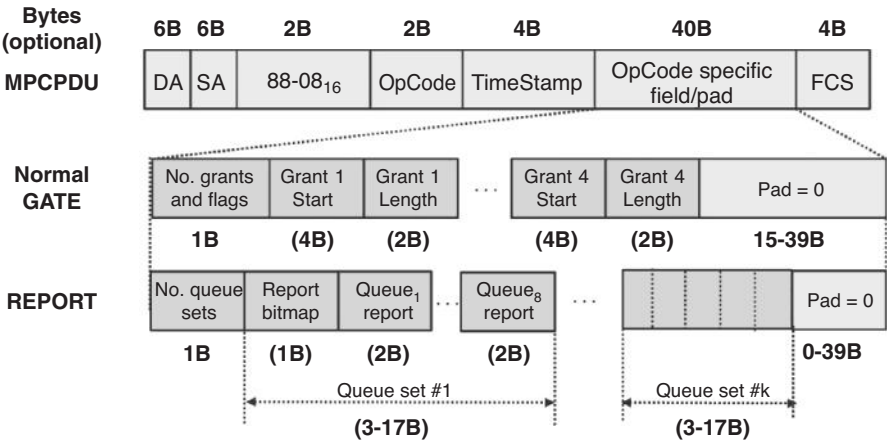 Bytes
(optional)
6B 6B 2B 2B 4B 40B 4B
MPCPDU
DA SA 88-08₁₆ OpCode TimeStamp OpCode specific
field/pad FCS
Normal
GATE
No. grants
and flags
Grant 1
Start
Grant 1
Length
...
Grant 4
Start
Grant 4
Length
Pad = 0
1B (4B) (2B) (4B) (2B) 15-39B
REPORT
No. queue
sets
Report
bitmap
Queue₁
report
...
Queue₈
report
...
Pad = 0
1B (1B) (2B) (2B) 0-39B
Queue set #1 Queue set #k
(3-17B) (3-17B)